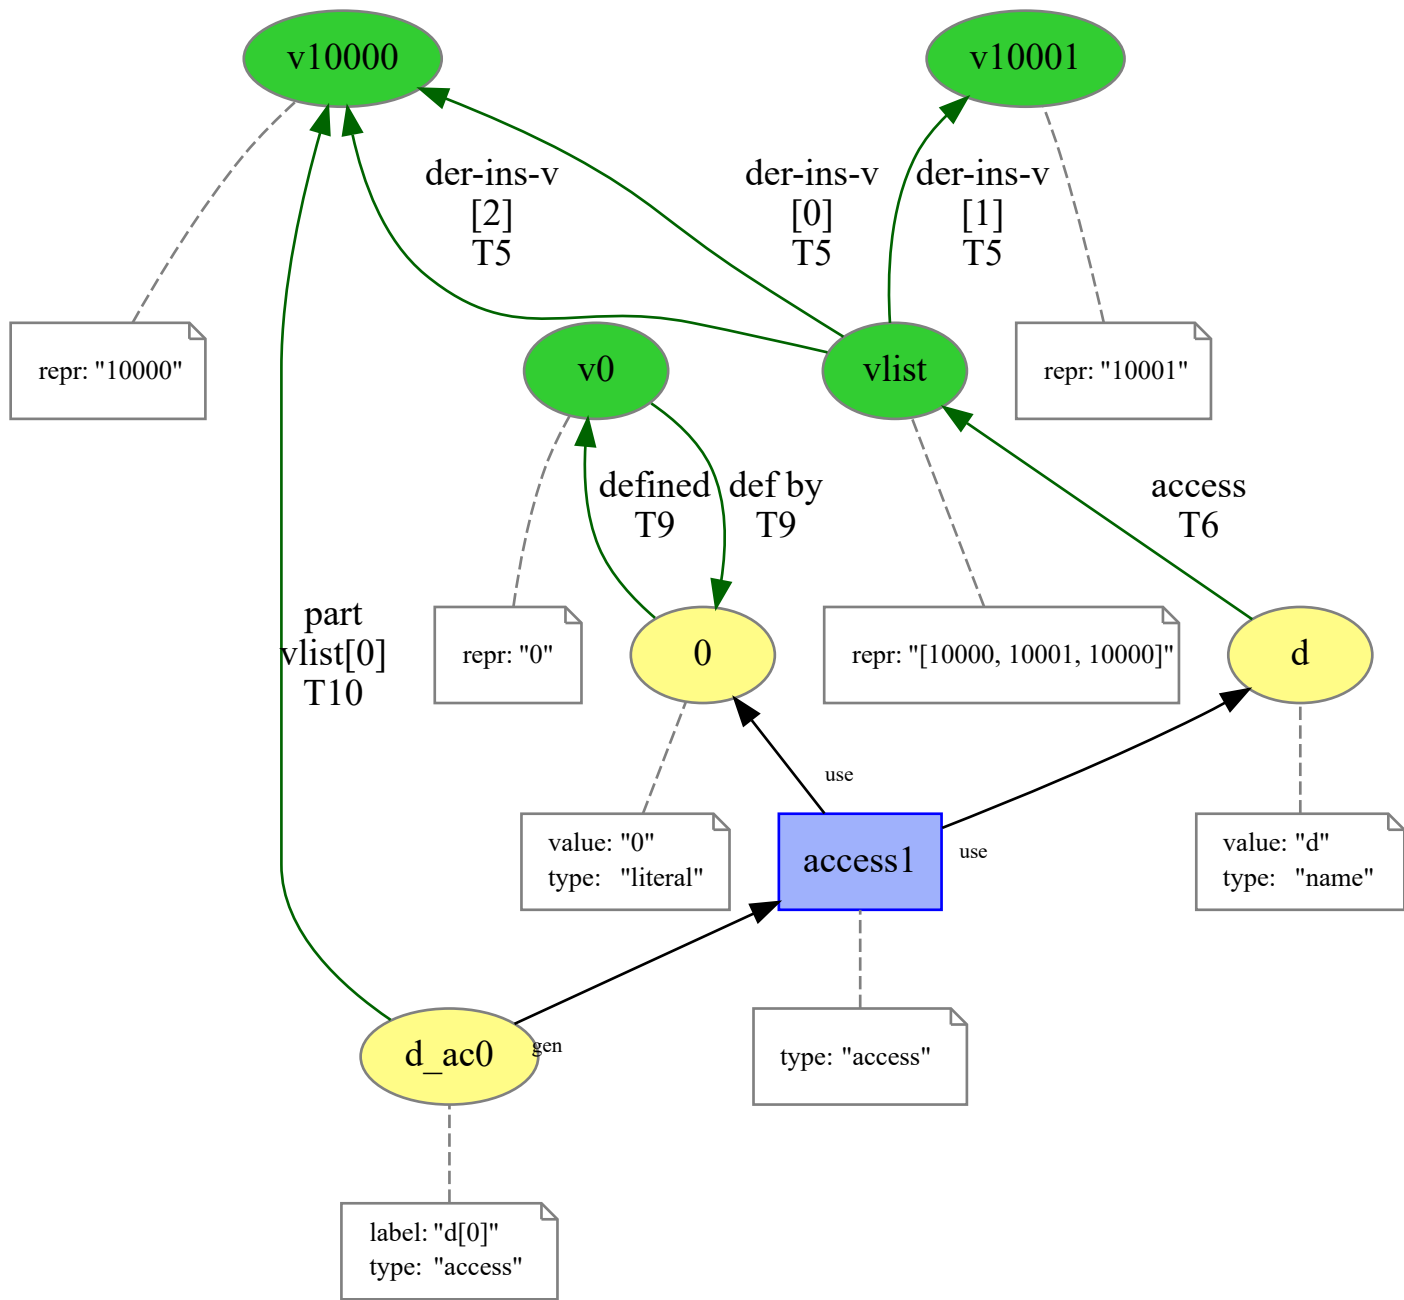 v10000
v10001
der-ins-v
[2]
T5
der-ins-v
[0]
T5
der-ins-v
[1]
T5
repr: "10000"
v0
vlist
repr: "10001"
defined
T9
def by
T9
access
T6
part
vlist[0]
T10
repr: "0"
0
repr: "[10000, 10001, 10000]"
d
use
use
value: "0"
type: "literal"
access1
value: "d"
type: "name"
d_ac0
gen
type: "access"
label: "d[0]"
type: "access"